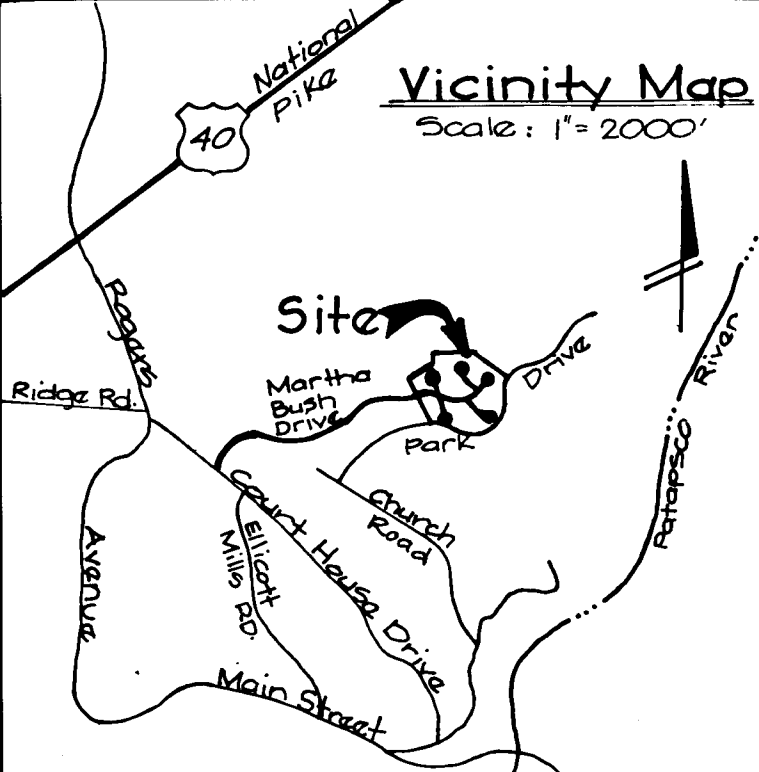 National
Pike
Vicinity Map
Scale: 1"= 2000'
40
Rogars
Site
River
Drive
Martha
Bush
Drive
Ridge Rd.
Park
Patapsco
Court House Drive
Church
Road
Ellicott
Mills RD.
Avenue
Main Street